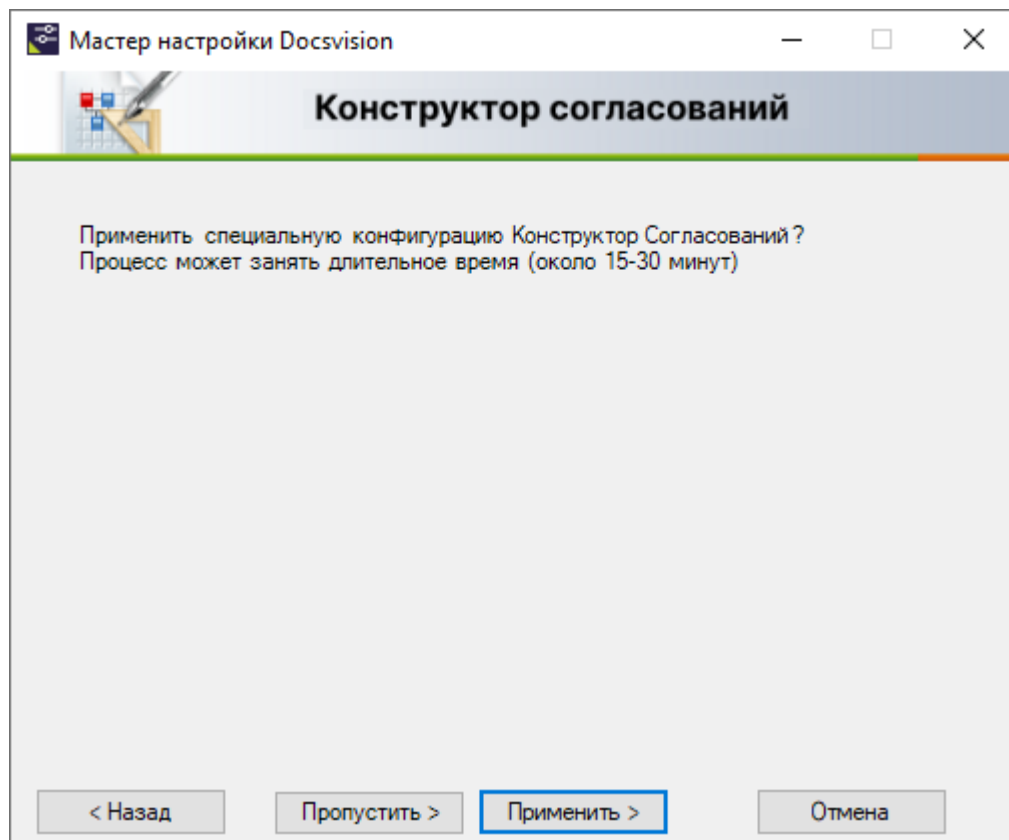 Мастер настройки Docsvision
Конструктор согласований
Применить специальную конфигурацию Конструктор Согласований?
Процесс может занять длительное время (около 15-30 минут)
< Назад
Пропустить >
Применить >
Отмена